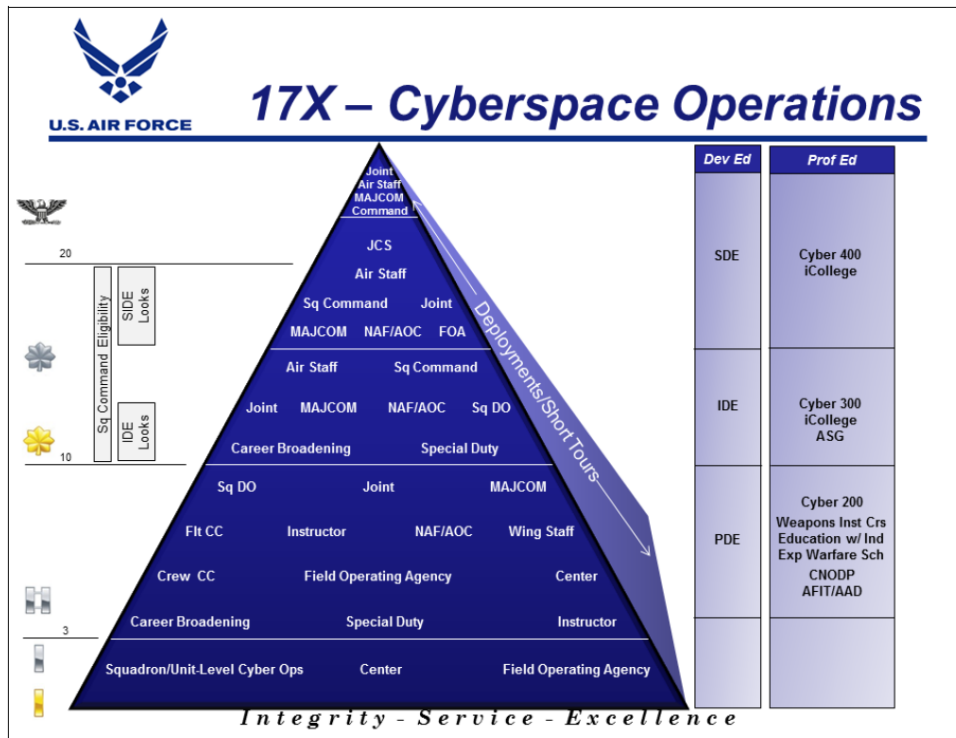 U.S. AIR FORCE
17X – Cyberspace Operations
Joint
Air Staff
MAJCOM
Command
JCS
Air Staff
Sq Command Joint
MAJCOM NAF/AOC FOA
Air Staff Sq Command
Joint MAJCOM NAF/AOC Sq DO
Career Broadening Special Duty
Sq DO Joint MAJCOM
Flt CC Instructor NAF/AOC Wing Staff
Crew CC Field Operating Agency Center
Career Broadening Special Duty Instructor
Squadron/Unit-Level Cyber Ops Center Field Operating Agency
Deployments/Short Tours
20
10
3
Sq Command Eligibility
SIDE
Looks
IDE
Looks
Dev Ed
SDE
IDE
PDE
Prof Ed
Cyber 400
iCollege
Cyber 300
iCollege
ASG
Cyber 200
Weapons Inst Crs
Education w/ Ind
Exp Warfare Sch
CNODP
AFIT/AAD
Integrity - Service - Excellence